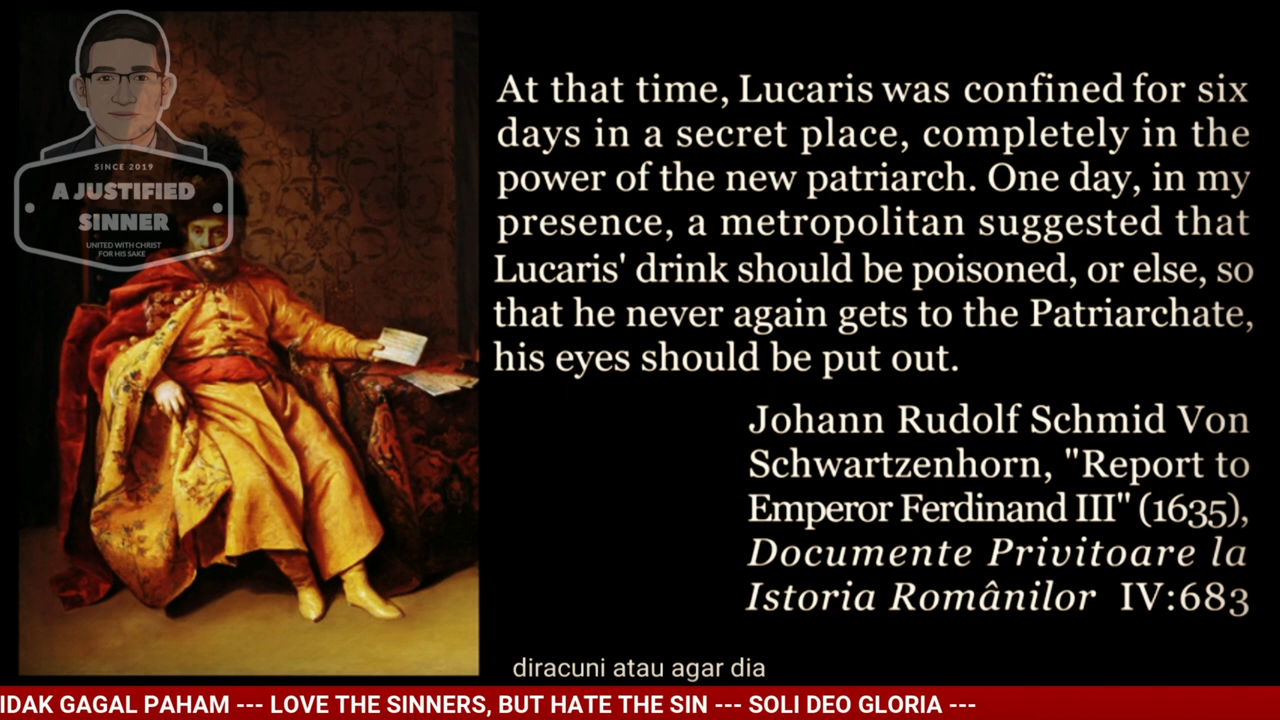 SINCE 2019
A JUSTIFIED
SINNER
UNITED WITH CHRIST
FOR HIS SAKE
At that time, Lucaris was confined for six
days in a secret place, completely in the
power of the new patriarch. One day, in my
presence, a metropolitan suggested that
Lucaris' drink should be poisoned, or else, so
that he never again gets to the Patriarchate,
his eyes should be put out.
Johann Rudolf Schmid Von
Schwartzenhorn, "Report to
Emperor Ferdinand III" (1635),
Documente Privitoare la
Istoria Românilor IV:683
diracuni atau agar dia
IDAK GAGAL PAHAM --- LOVE THE SINNERS, BUT HATE THE SIN --- SOLI DEO GLORIA ---